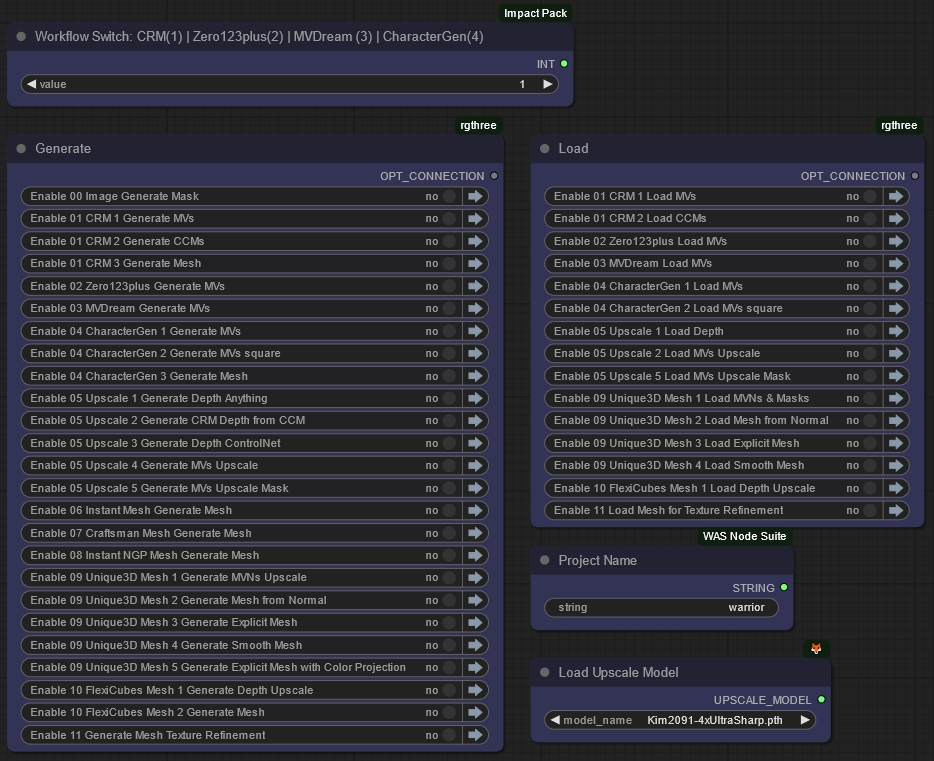 Impact Pack
Workflow Switch: CRM(1) | Zero123plus(2) | MVDream (3) | CharacterGen(4)
INT
value 1
rgthree
Generate
OPT_CONNECTION
Enable 00 Image Generate Mask no
Enable 01 CRM 1 Generate MVs no
Enable 01 CRM 2 Generate CCMs no
Enable 01 CRM 3 Generate Mesh no
Enable 02 Zero123plus Generate MVs no
Enable 03 MVDream Generate MVs no
Enable 04 CharacterGen 1 Generate MVs no
Enable 04 CharacterGen 2 Generate MVs square no
Enable 04 CharacterGen 3 Generate Mesh no
Enable 05 Upscale 1 Generate Depth Anything no
Enable 05 Upscale 2 Generate CRM Depth from CCM no
Enable 05 Upscale 3 Generate Depth ControlNet no
Enable 05 Upscale 4 Generate MVs Upscale no
Enable 05 Upscale 5 Generate MVs Upscale Mask no
Enable 06 Instant Mesh Generate Mesh no
Enable 07 Craftsman Mesh Generate Mesh no
Enable 08 Instant NGP Mesh Generate Mesh no
Enable 09 Unique3D Mesh 1 Generate MVNs Upscale no
Enable 09 Unique3D Mesh 2 Generate Mesh from Normal no
Enable 09 Unique3D Mesh 3 Generate Explicit Mesh no
Enable 09 Unique3D Mesh 4 Generate Smooth Mesh no
Enable 09 Unique3D Mesh 5 Generate Explicit Mesh with Color Projection no
Enable 10 FlexiCubes Mesh 1 Generate Depth Upscale no
Enable 10 FlexiCubes Mesh 2 Generate Mesh no
Enable 11 Generate Mesh Texture Refinement no
rgthree
Load
OPT_CONNECTION
Enable 01 CRM 1 Load MVs no
Enable 01 CRM 2 Load CCMs no
Enable 02 Zero123plus Load MVs no
Enable 03 MVDream Load MVs no
Enable 04 CharacterGen 1 Load MVs no
Enable 04 CharacterGen 2 Load MVs square no
Enable 05 Upscale 1 Load Depth no
Enable 05 Upscale 2 Load MVs Upscale no
Enable 05 Upscale 5 Load MVs Upscale Mask no
Enable 09 Unique3D Mesh 1 Load MVNs & Masks no
Enable 09 Unique3D Mesh 2 Load Mesh from Normal no
Enable 09 Unique3D Mesh 3 Load Explicit Mesh no
Enable 09 Unique3D Mesh 4 Load Smooth Mesh no
Enable 10 FlexiCubes Mesh 1 Load Depth Upscale no
Enable 11 Load Mesh for Texture Refinement no
WAS Node Suite
Project Name
STRING
string warrior
Load Upscale Model
UPSCALE_MODEL
model_name Kim2091-4xUltraSharp.pth